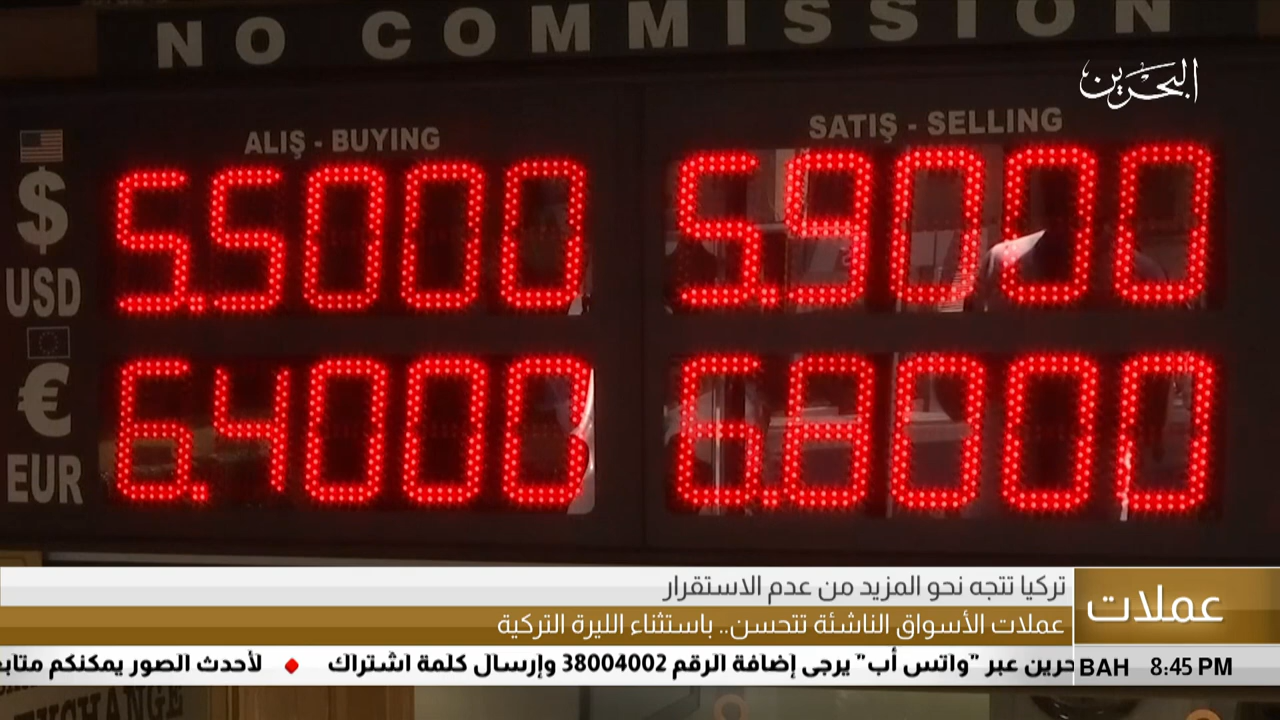 NO COMMISSION
البحرين
ALIŞ - BUYING
SATIŞ - SELLING
$
USD
5.5000
5.9000
€
EUR
6.4000
6.8000
عملات
تركيا تتجه نحو المزيد من عدم الاستقرار
عملات الأسواق الناشئة تتحسن.. باستثناء الليرة التركية
حرين عبر "واتس أب" يرجى إضافة الرقم 38004002 وإرسال كلمة اشتراك ♦ لأحدث الصور يمكنكم متابع
BAH 8:45 PM
EXCHANGE